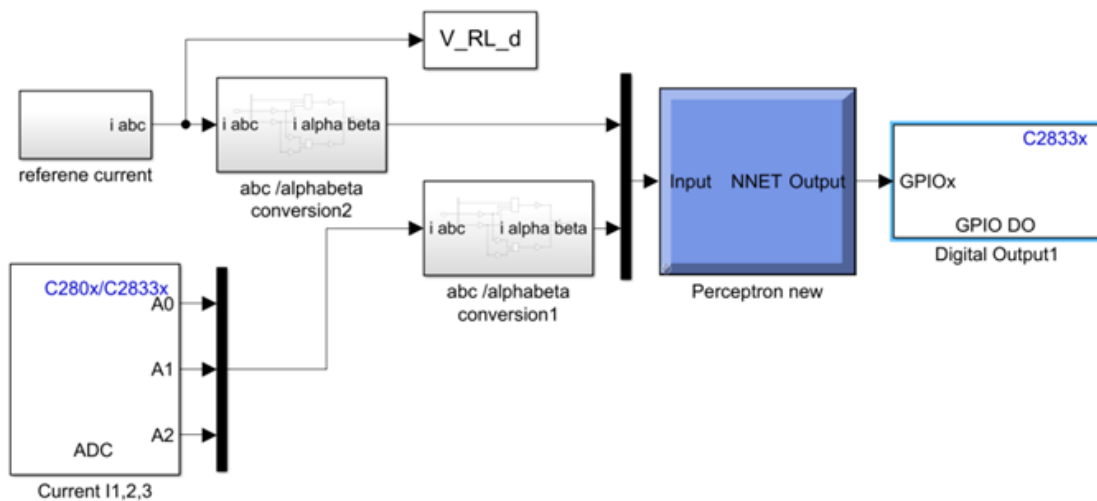 V_RL_d
i abc
referene current
i abc
i alpha beta
abc /alphabeta
conversion2
i abc
i alpha beta
abc /alphabeta
conversion1
Input
NNET Output
Perceptron new
C2833x
GPIOx
GPIO DO
Digital Output1
C280x/C2833x
A0
A1
A2
ADC
Current I1,2,3